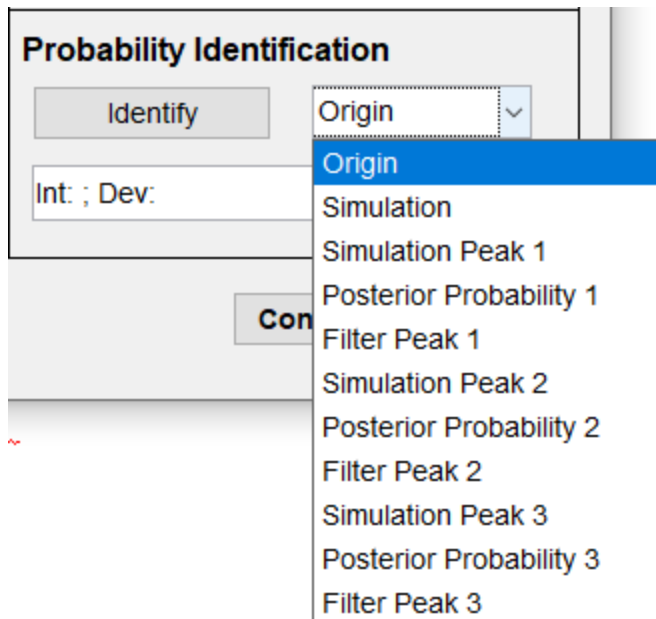 Probability Identification
Identify
Origin
Int: ; Dev:
Con
Origin
Simulation
Simulation Peak 1
Posterior Probability 1
Filter Peak 1
Simulation Peak 2
Posterior Probability 2
Filter Peak 2
Simulation Peak 3
Posterior Probability 3
Filter Peak 3